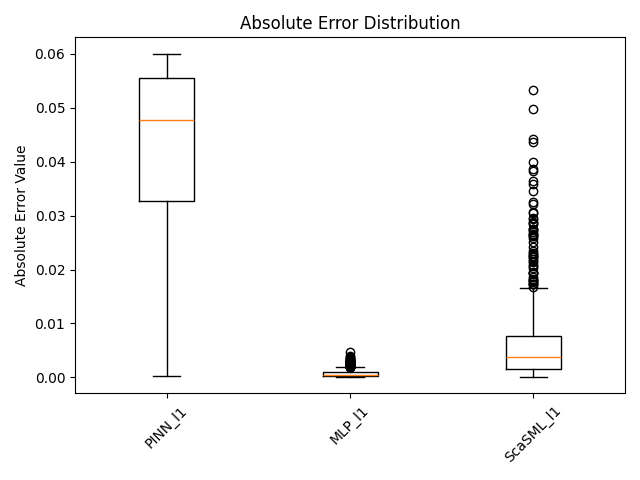 Absolute Error Distribution
Absolute Error Value
0.06
0.05
0.04
0.03
0.02
0.01
0.00
PINN_l1
MLP_l1
ScaSML_l1